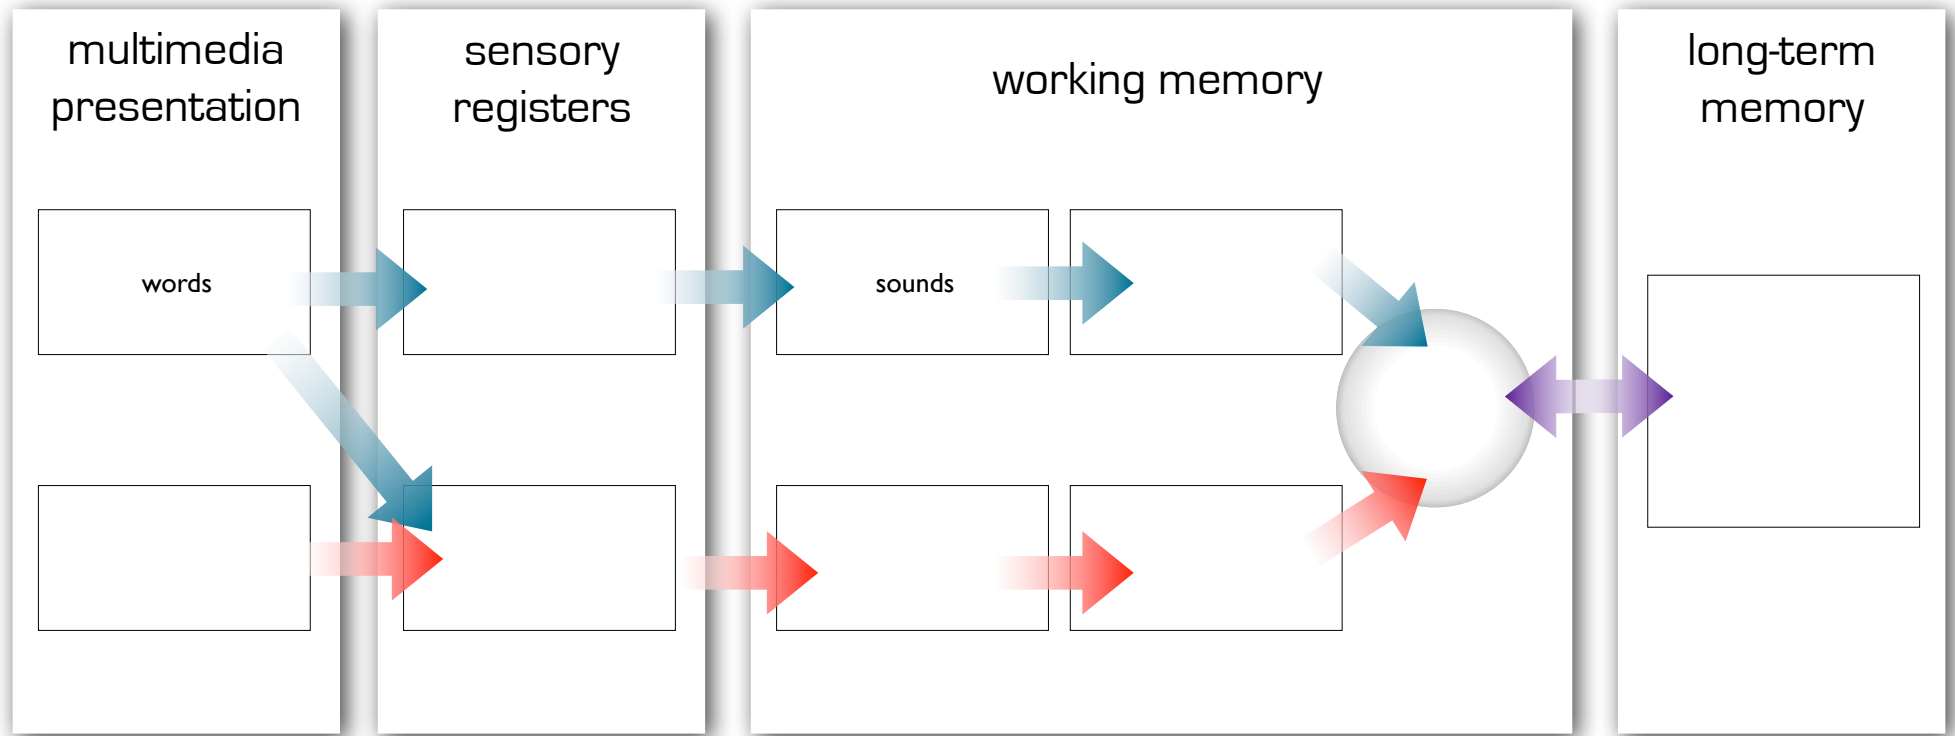 multimedia
presentation
sensory
registers
working memory
long-term
memory
words
sounds